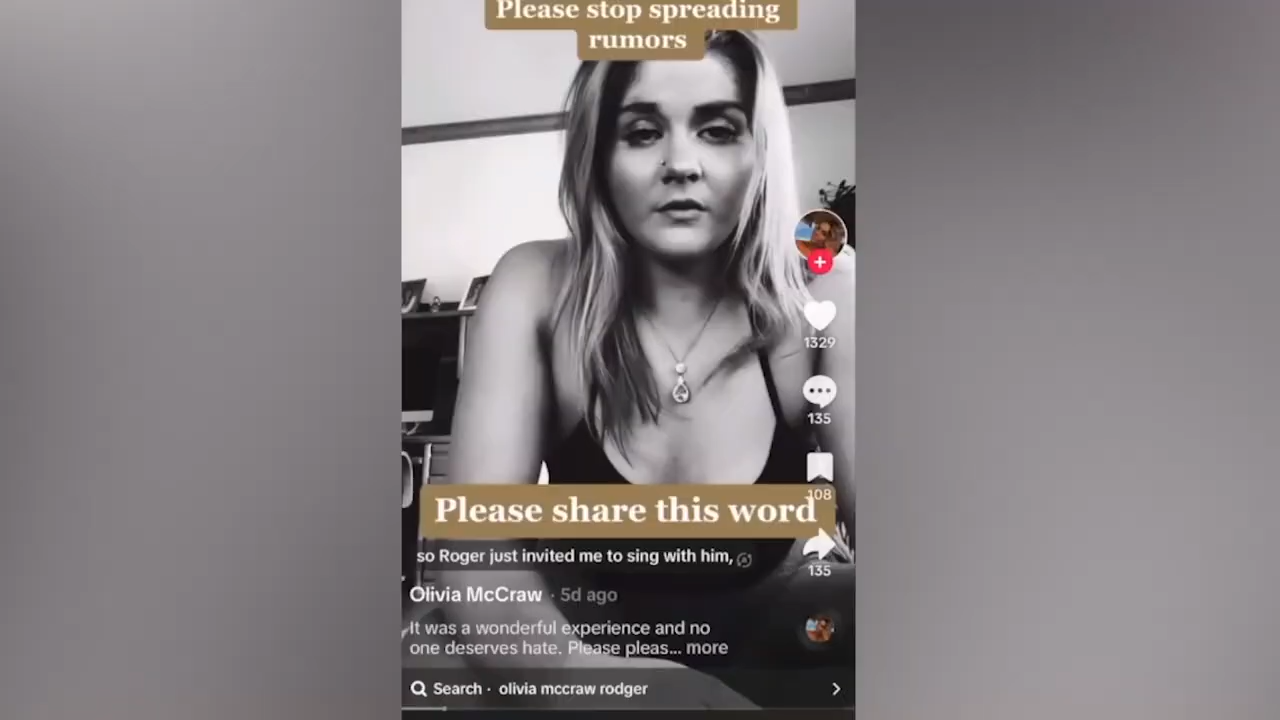 Please stop spreading
rumors
1329
135
108
Please share this word
135
so Roger just invited me to sing with him,
Olivia McCraw · 5d ago
It was a wonderful experience and no
one deserves hate. Please pleas... more
Search · olivia mccraw rodger